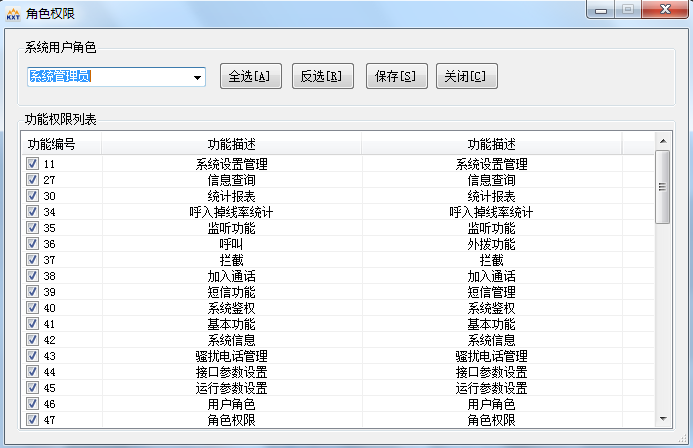 KXT 角色权限
系统用户角色
系统管理员 全选[A] 反选[R] 保存[S] 关闭[C]
功能权限列表
功能编号 功能描述 功能描述
11 系统设置管理 系统设置管理
27 信息查询 信息查询
30 统计报表 统计报表
34 呼入掉线率统计 呼入掉线率统计
35 监听功能 监听功能
36 呼叫 外拨功能
37 拦截 拦截
38 加入通话 加入通话
39 短信功能 短信管理
40 系统鉴权 系统鉴权
41 基本功能 基本功能
42 系统信息 系统信息
43 骚扰电话管理 骚扰电话管理
44 接口参数设置 接口参数设置
45 运行参数设置 运行参数设置
46 用户角色 用户角色
47 角色权限 角色权限